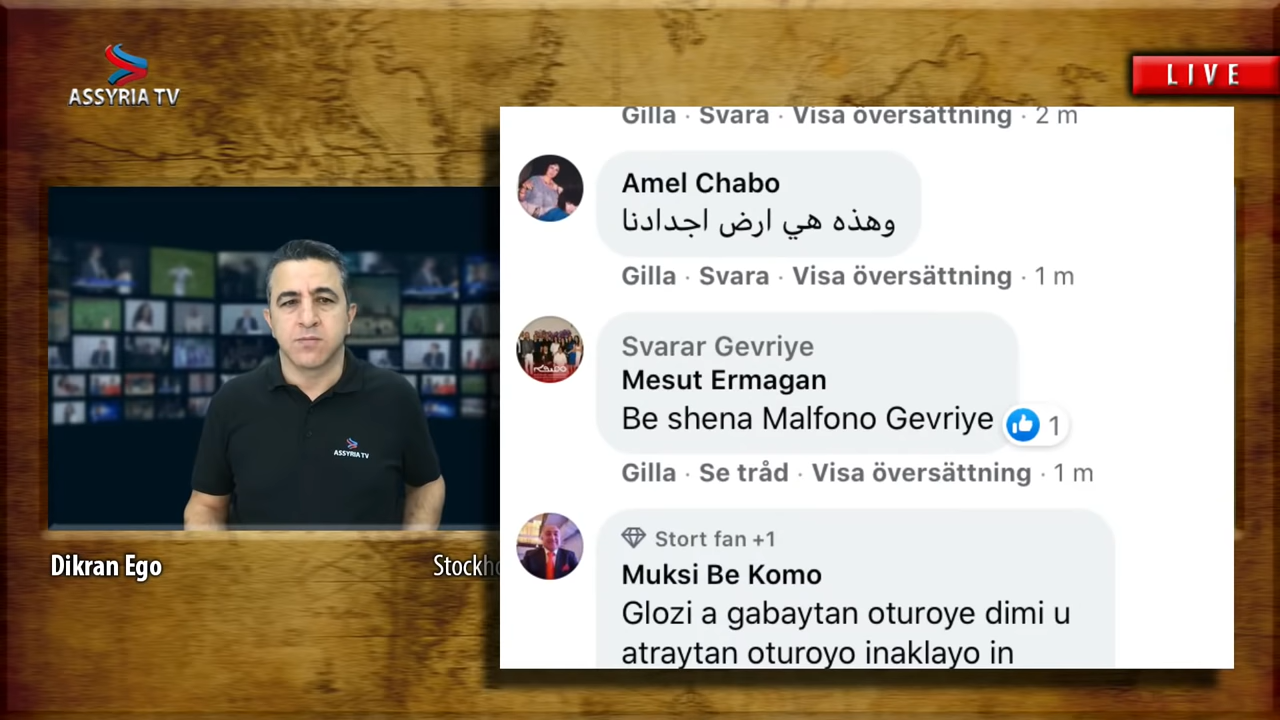 ASSYRIA TV
LIVE
Gilla · Svara · Visa översättning · 2 m
Amel Chabo
وهذه هي ارض اجدادنا
Gilla · Svara · Visa översättning · 1 m
Svarar Gevriye
Mesut Ermagan
Be shena Malfono Gevriye
1
Gilla · Se tråd · Visa översättning · 1 m
Stort fan +1
Muksi Be Komo
Glozi a gabaytan oturoye dimi u
atraytan oturoyo inaklayo in
ASSYRIA TV
Dikran Ego